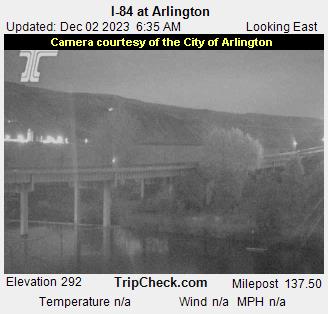 I-84 at Arlington
Updated: Dec 02 2023 6:35 AM Looking East
Camera courtesy of the City of Arlington
Elevation 292 TripCheck.com Milepost 137.50
Temperature n/a Wind n/a MPH n/a